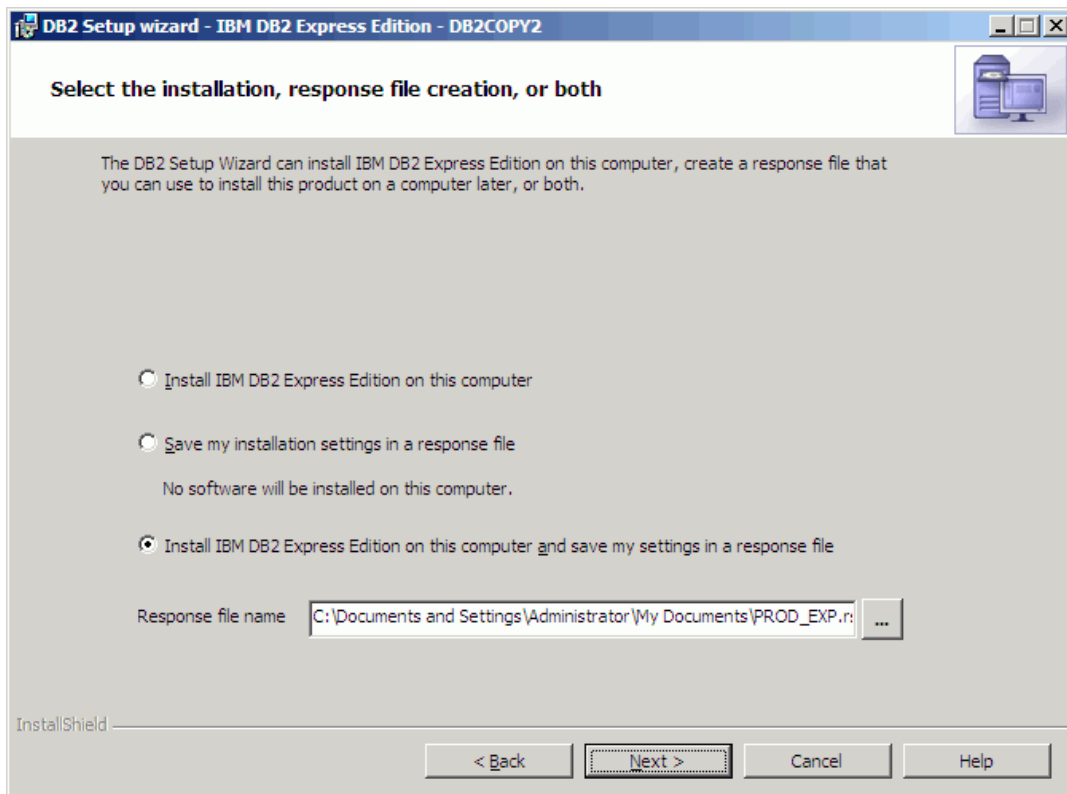 DB2 Setup wizard - IBM DB2 Express Edition - DB2COPY2
Select the installation, response file creation, or both
The DB2 Setup Wizard can install IBM DB2 Express Edition on this computer, create a response file that
you can use to install this product on a computer later, or both.
Install IBM DB2 Express Edition on this computer
Save my installation settings in a response file
No software will be installed on this computer.
Install IBM DB2 Express Edition on this computer and save my settings in a response file
Response file name C:\Documents and Settings\Administrator\My Documents\PROD_EXP.rs ...
InstallShield
< Back Next > Cancel Help